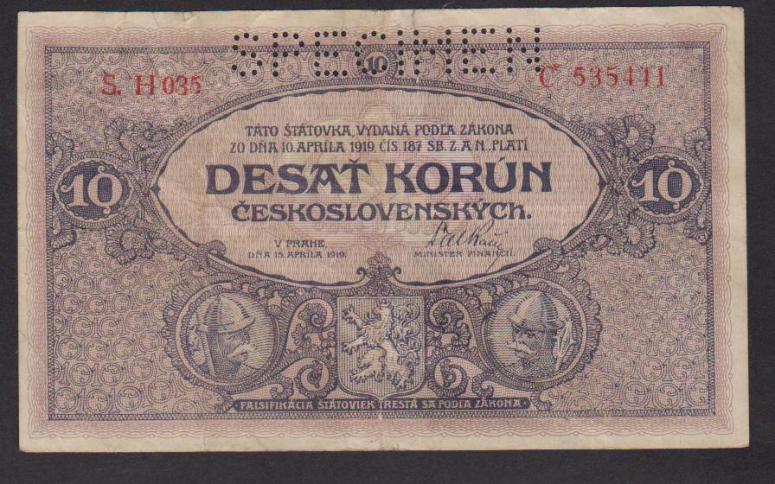 SPECIMEN
10
S. H 035
C* 535411
TÁTO ŠTÁTOVKA, VYDANÁ PODĽA ZÁKONA
ZO DŇA 10. APRÍLA 1919, ČÍS. 187 SB. Z. A N., PLATÍ
10
DESAŤ KORÚN
10
ČESKOSLOVENSKÝCH.
V PRAHE,
DŇA 15. APRÍLA 1919.
MINISTER FINANCIÍ.
· FALSIFIKÁCIA ŠTÁTOVIEK TRESTÁ SA PODĽA ZÁKONA ·